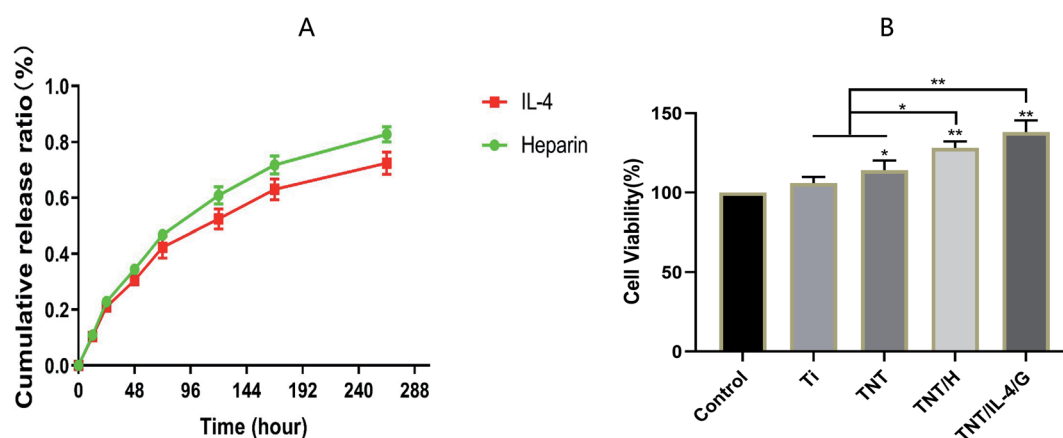 A
Cumulative release ratio (%)
1.0
0.8
0.6
0.4
0.2
0.0
0 48 96 144 192 240 288
Time (hour)
IL-4
Heparin
B
Cell Viability(%)
150
100
50
0
**
*
*
**
**
Control Ti TNT TNT/H TNT/IL-4/G